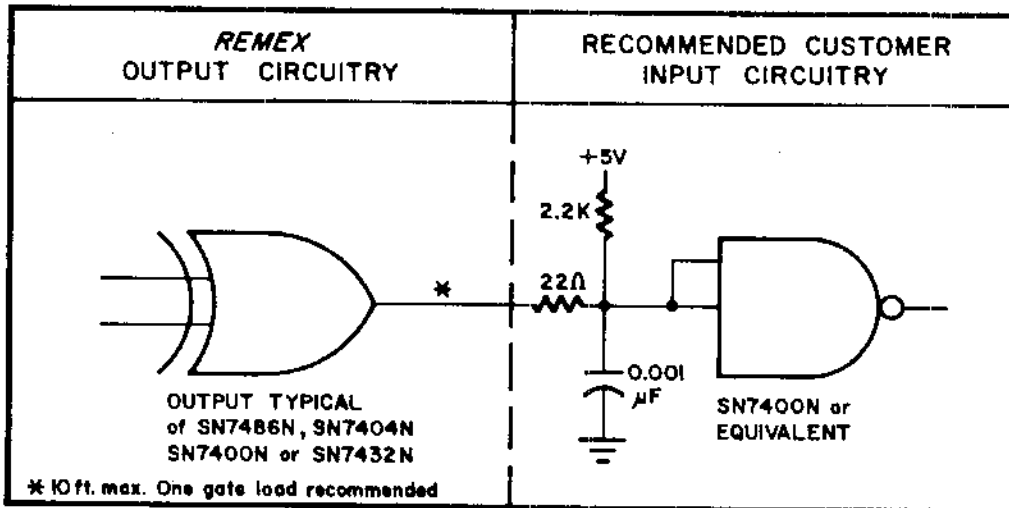 REMEX
OUTPUT CIRCUITRY
RECOMMENDED CUSTOMER
INPUT CIRCUITRY
+5V
2.2K
*
22Ω
0.001
µF
OUTPUT TYPICAL
of SN7486N, SN7404N
SN7400N or SN7432N
SN7400N or
EQUIVALENT
* 10 ft. max. One gate load recommended